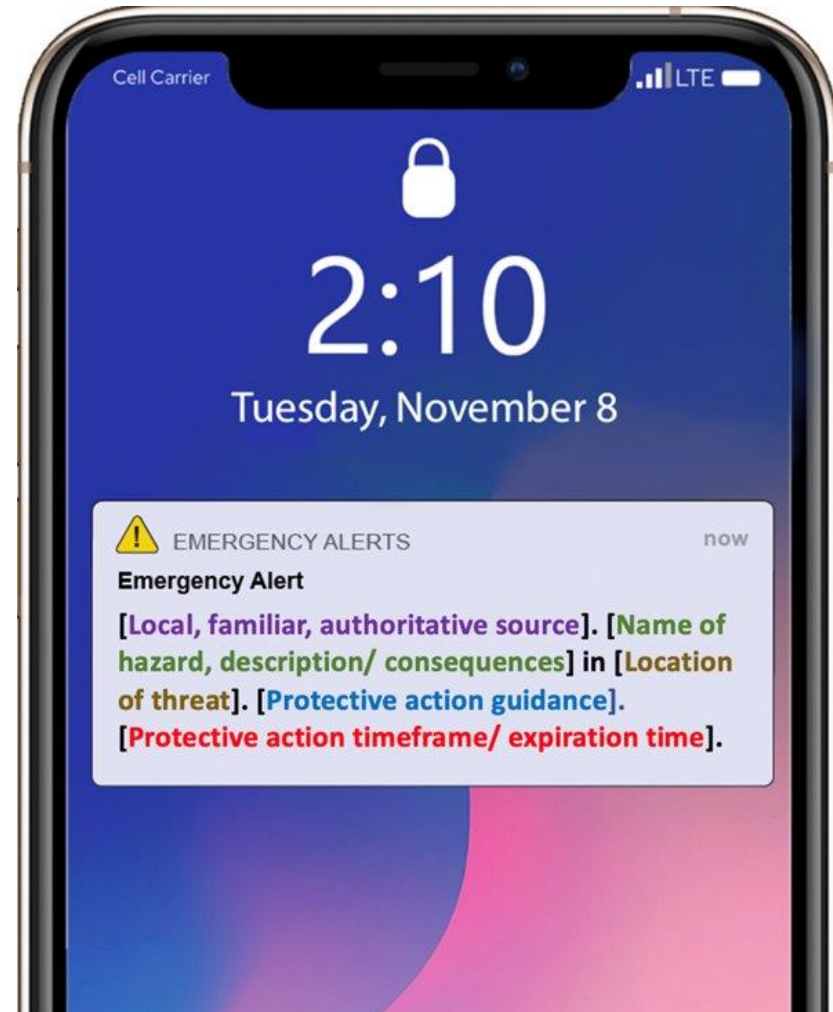 Cell Carrier
LTE
2:10
Tuesday, November 8
EMERGENCY ALERTS now
Emergency Alert
[Local, familiar, authoritative source]. [Name of
hazard, description/ consequences] in [Location
of threat]. [Protective action guidance].
[Protective action timeframe/ expiration time].